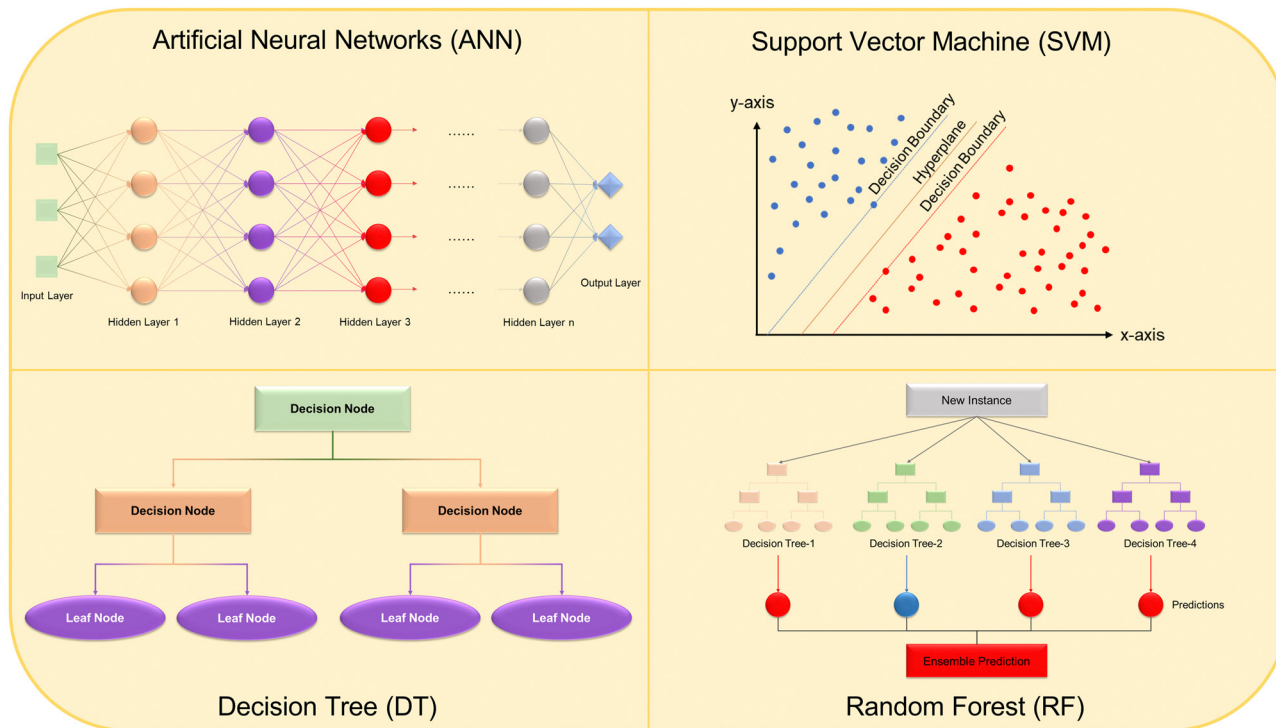 Artificial Neural Networks (ANN)
......
......
......
......
Input Layer
Output Layer
Hidden Layer 1
Hidden Layer 2
Hidden Layer 3
Hidden Layer n
Support Vector Machine (SVM)
y-axis
Decision Boundary
Hyperplane
Decision Boundary
x-axis
Decision Node
Decision Node
Decision Node
Leaf Node
Leaf Node
Leaf Node
Leaf Node
Decision Tree (DT)
New Instance
Decision Tree-1
Decision Tree-2
Decision Tree-3
Decision Tree-4
Predictions
Ensemble Prediction
Random Forest (RF)